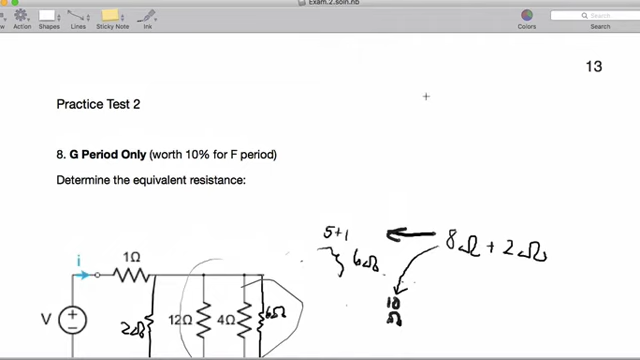 Exam.2.soln.nb
Action Shapes Lines Sticky Note Ink Colors Search
Search
13
Practice Test 2
8. G Period Only (worth 10% for F period)
Determine the equivalent resistance:
5+1
8Ω + 2Ω
6Ω
i
1Ω
10
Ω
V
2Ω
12Ω
4Ω
6Ω